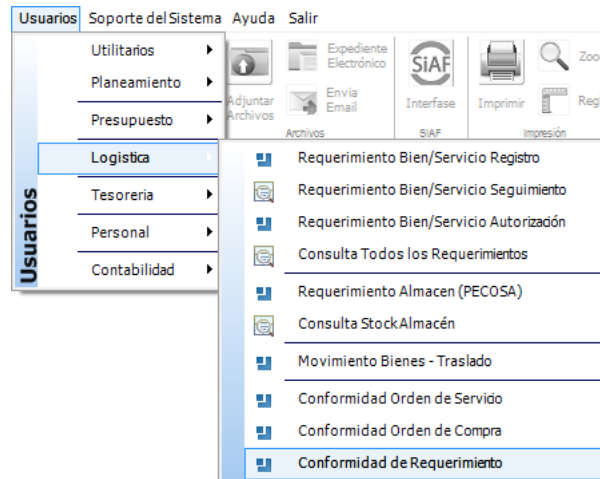 Usuarios Soporte del Sistema Ayuda Salir
Utilitarios
Planeamiento
Presupuesto
Logistica
Tesoreria
Personal
Contabilidad
Usuarios
Adjuntar
Archivos
Expediente
Electrónico
Envia
Email
Archivos
SIAF
Interfase
SIAF
Imprimir
Zoo
Regl
Impresión
Requerimiento Bien/Servicio Registro
Requerimiento Bien/Servicio Seguimiento
Requerimiento Bien/Servicio Autorización
Consulta Todos los Requerimientos
Requerimiento Almacen (PECOSA)
Consulta Stock Almacén
Movimiento Bienes - Traslado
Conformidad Orden de Servicio
Conformidad Orden de Compra
Conformidad de Requerimiento